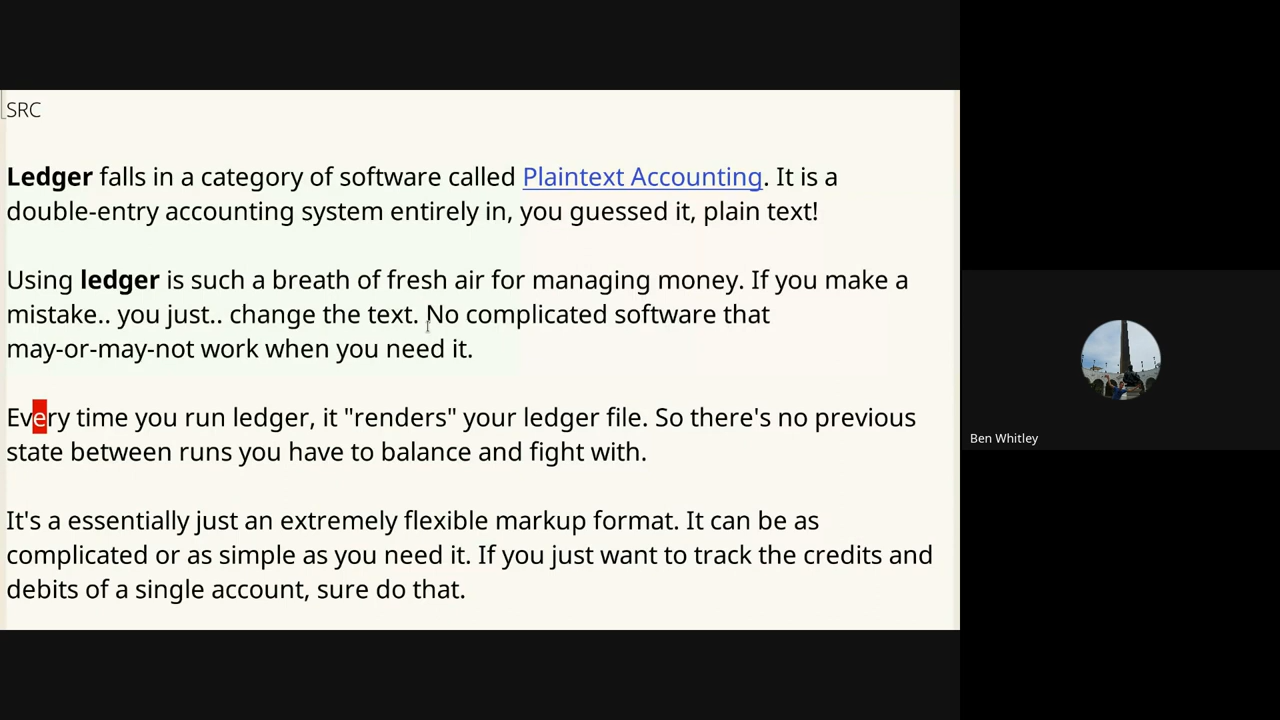 SRC
Ledger falls in a category of software called Plaintext Accounting. It is a
double-entry accounting system entirely in, you guessed it, plain text!
Using ledger is such a breath of fresh air for managing money. If you make a
mistake.. you just.. change the text. No complicated software that
may-or-may-not work when you need it.
Every time you run ledger, it "renders" your ledger file. So there's no previous
state between runs you have to balance and fight with.
It's a essentially just an extremely flexible markup format. It can be as
complicated or as simple as you need it. If you just want to track the credits and
debits of a single account, sure do that.
Ben Whitley